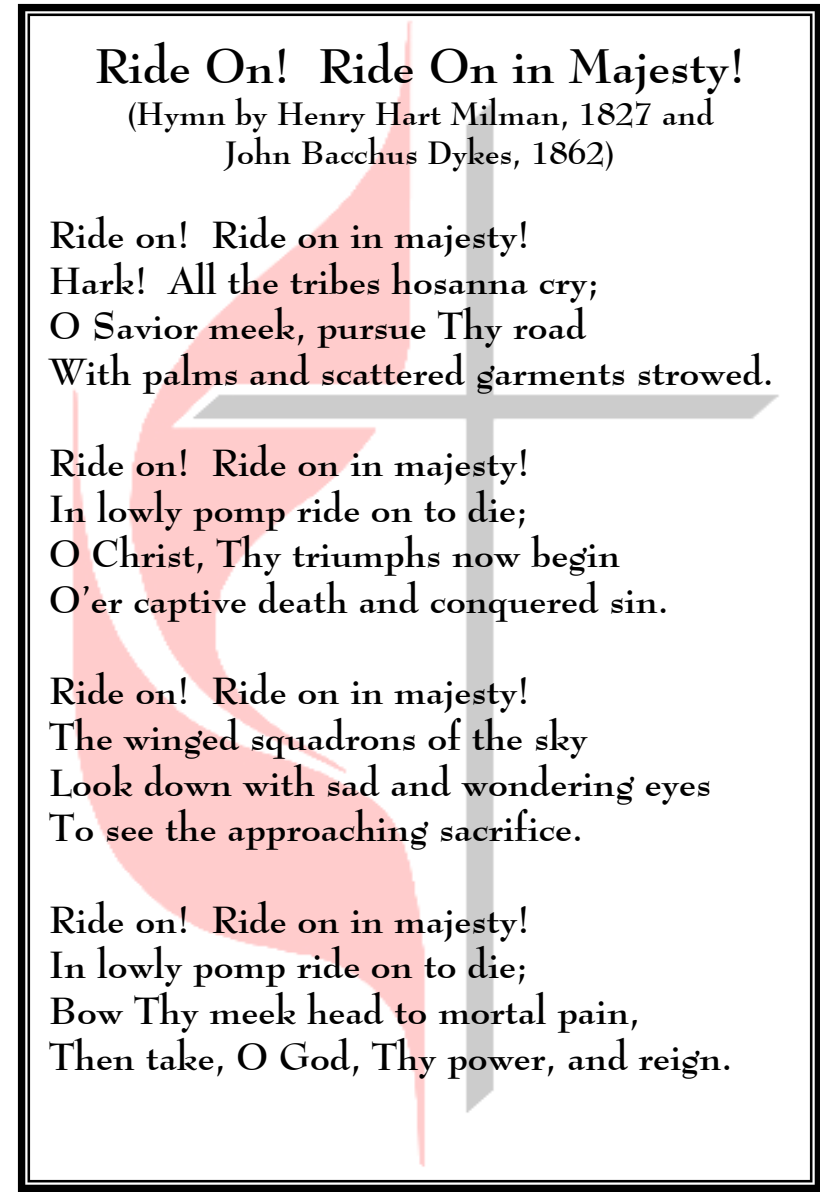 Ride On!  Ride On in Majesty!
(Hymn by Henry Hart Milman, 1827 and
John Bacchus Dykes, 1862)

Ride on!  Ride on in majesty!
Hark!  All the tribes hosanna cry;
O Savior meek, pursue Thy road
With palms and scattered garments strowed.

Ride on!  Ride on in majesty!
In lowly pomp ride on to die;
O Christ, Thy triumphs now begin
O'er captive death and conquered sin.

Ride on!  Ride on in majesty!
The winged squadrons of the sky
Look down with sad and wondering eyes
To see the approaching sacrifice.

Ride on!  Ride on in majesty!
In lowly pomp ride on to die;
Bow Thy meek head to mortal pain,
Then take, O God, Thy power, and reign.